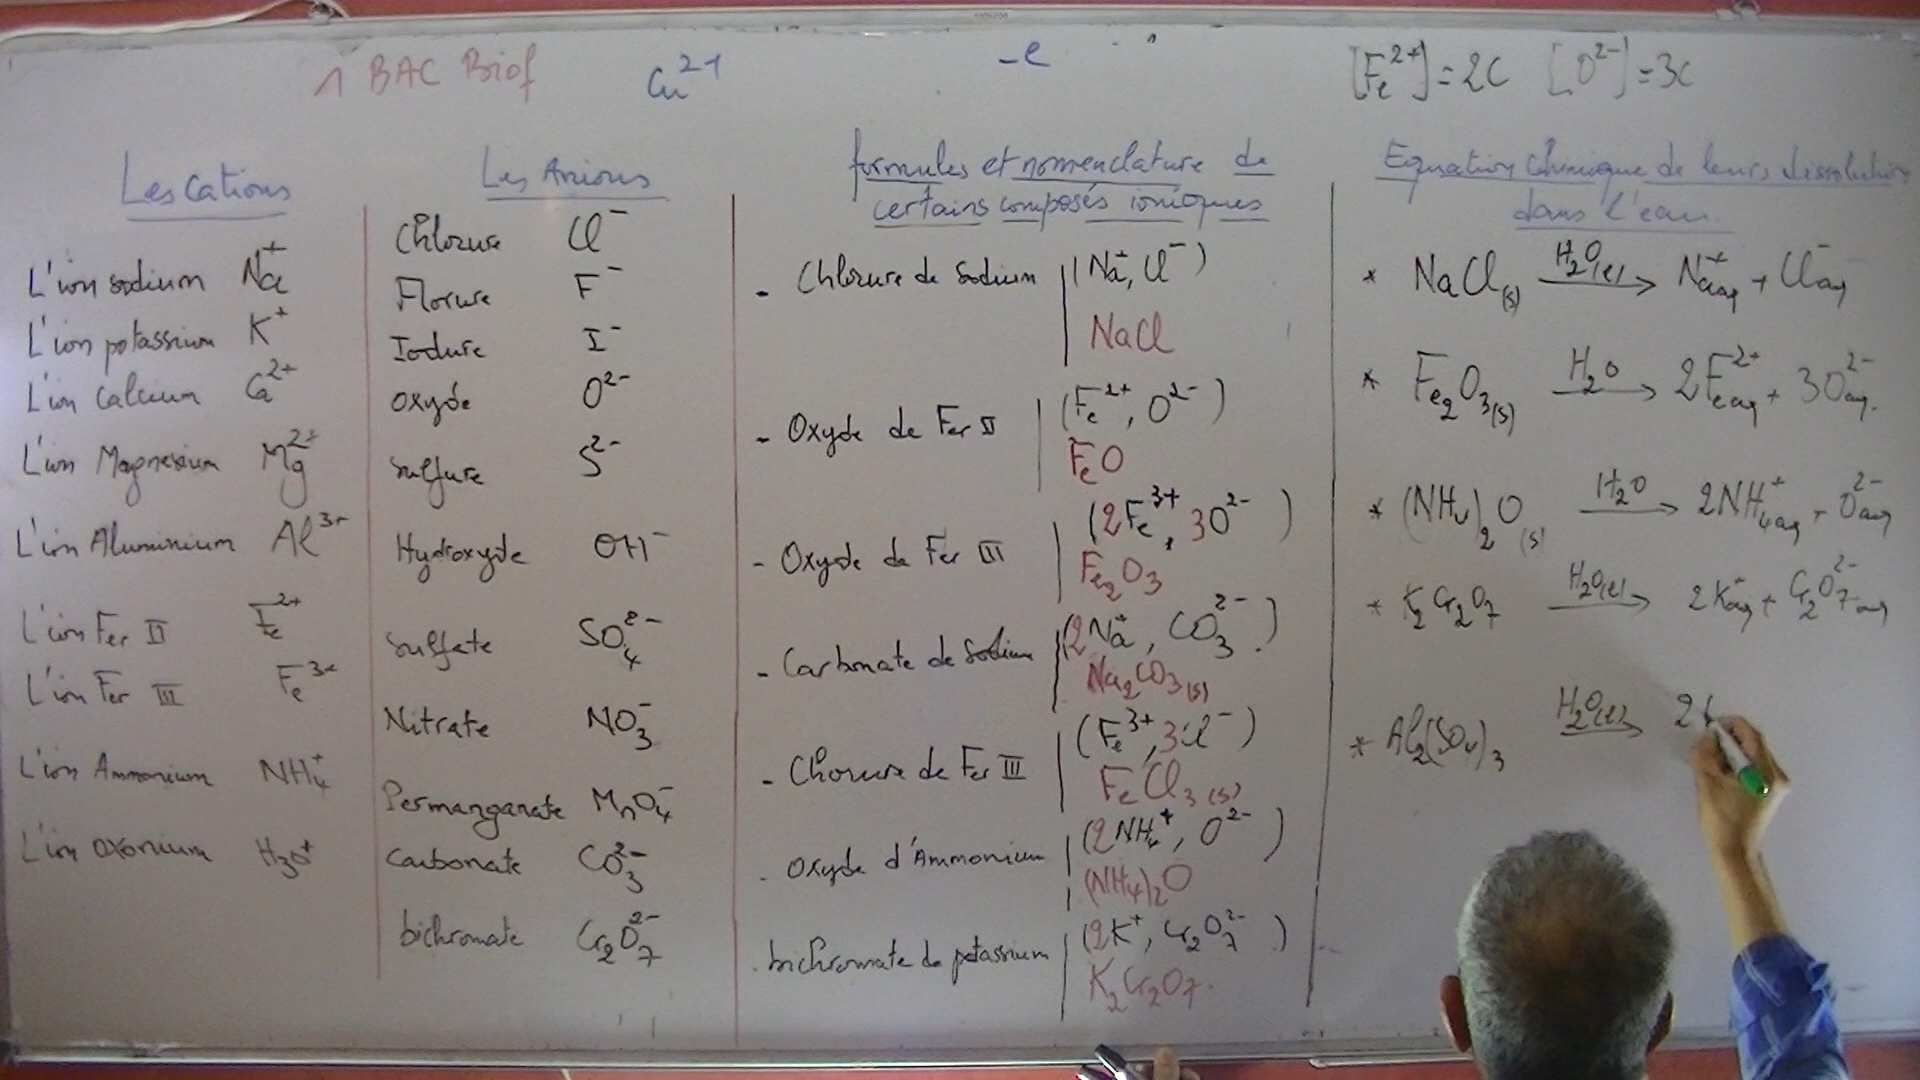 1 BAC Biof
Cu²⁺
-e
[Fe²⁺] = 2C [O²⁻] = 3C
Les Cations
L'ion sodium Na⁺
L'ion potassium K⁺
L'ion Calcium Ca²⁺
L'ion Magnesium Mg²⁺
L'ion Aluminium Al³⁺
L'ion Fer II Fe²⁺
L'ion Fer III Fe³⁺
L'ion Ammonium NH₄⁺
L'ion oxonium H₃O⁺
Les Anions
Chlorure Cl⁻
Florure F⁻
Iodure I⁻
oxyde O²⁻
sulfure S²⁻
Hydroxyde OH⁻
sulfate SO₄²⁻
Nitrate NO₃⁻
Permanganate MnO₄⁻
Carbonate CO₃²⁻
bichromate Cr₂O₇²⁻
formules et nomenclature de
certains composés ioniques
- Chlorure de Sodium (Na⁺, Cl⁻)
NaCl
- Oxyde de Fer II (Fe²⁺, O²⁻)
FeO
- Oxyde de Fer III (2Fe³⁺, 3O²⁻)
Fe₂O₃
- Carbonate de Sodium (2Na⁺, CO₃²⁻)
Na₂CO₃(s)
- Chorure de Fer III (Fe³⁺, 3Cl⁻)
FeCl₃(s)
. Oxyde d'Ammonium (2NH₄⁺, O²⁻)
(NH₄)₂O
. bichromate de potassium (2K⁺, Cr₂O₇²⁻)
K₂Cr₂O₇.
Equation Chimique de leurs dissolution
dans l'eau
* NaCl(s) H₂O(l) → Na⁺aq + Cl⁻aq
* Fe₂O₃(s) H₂O → 2Fe²⁺aq + 3O²⁻aq.
* (NH₄)₂O(s) H₂O → 2NH₄⁺aq + O²⁻aq
* K₂Cr₂O₇ H₂O(l) → 2K⁺aq + Cr₂O₇²⁻aq
* Al₂(SO₄)₃ H₂O(l) → 2